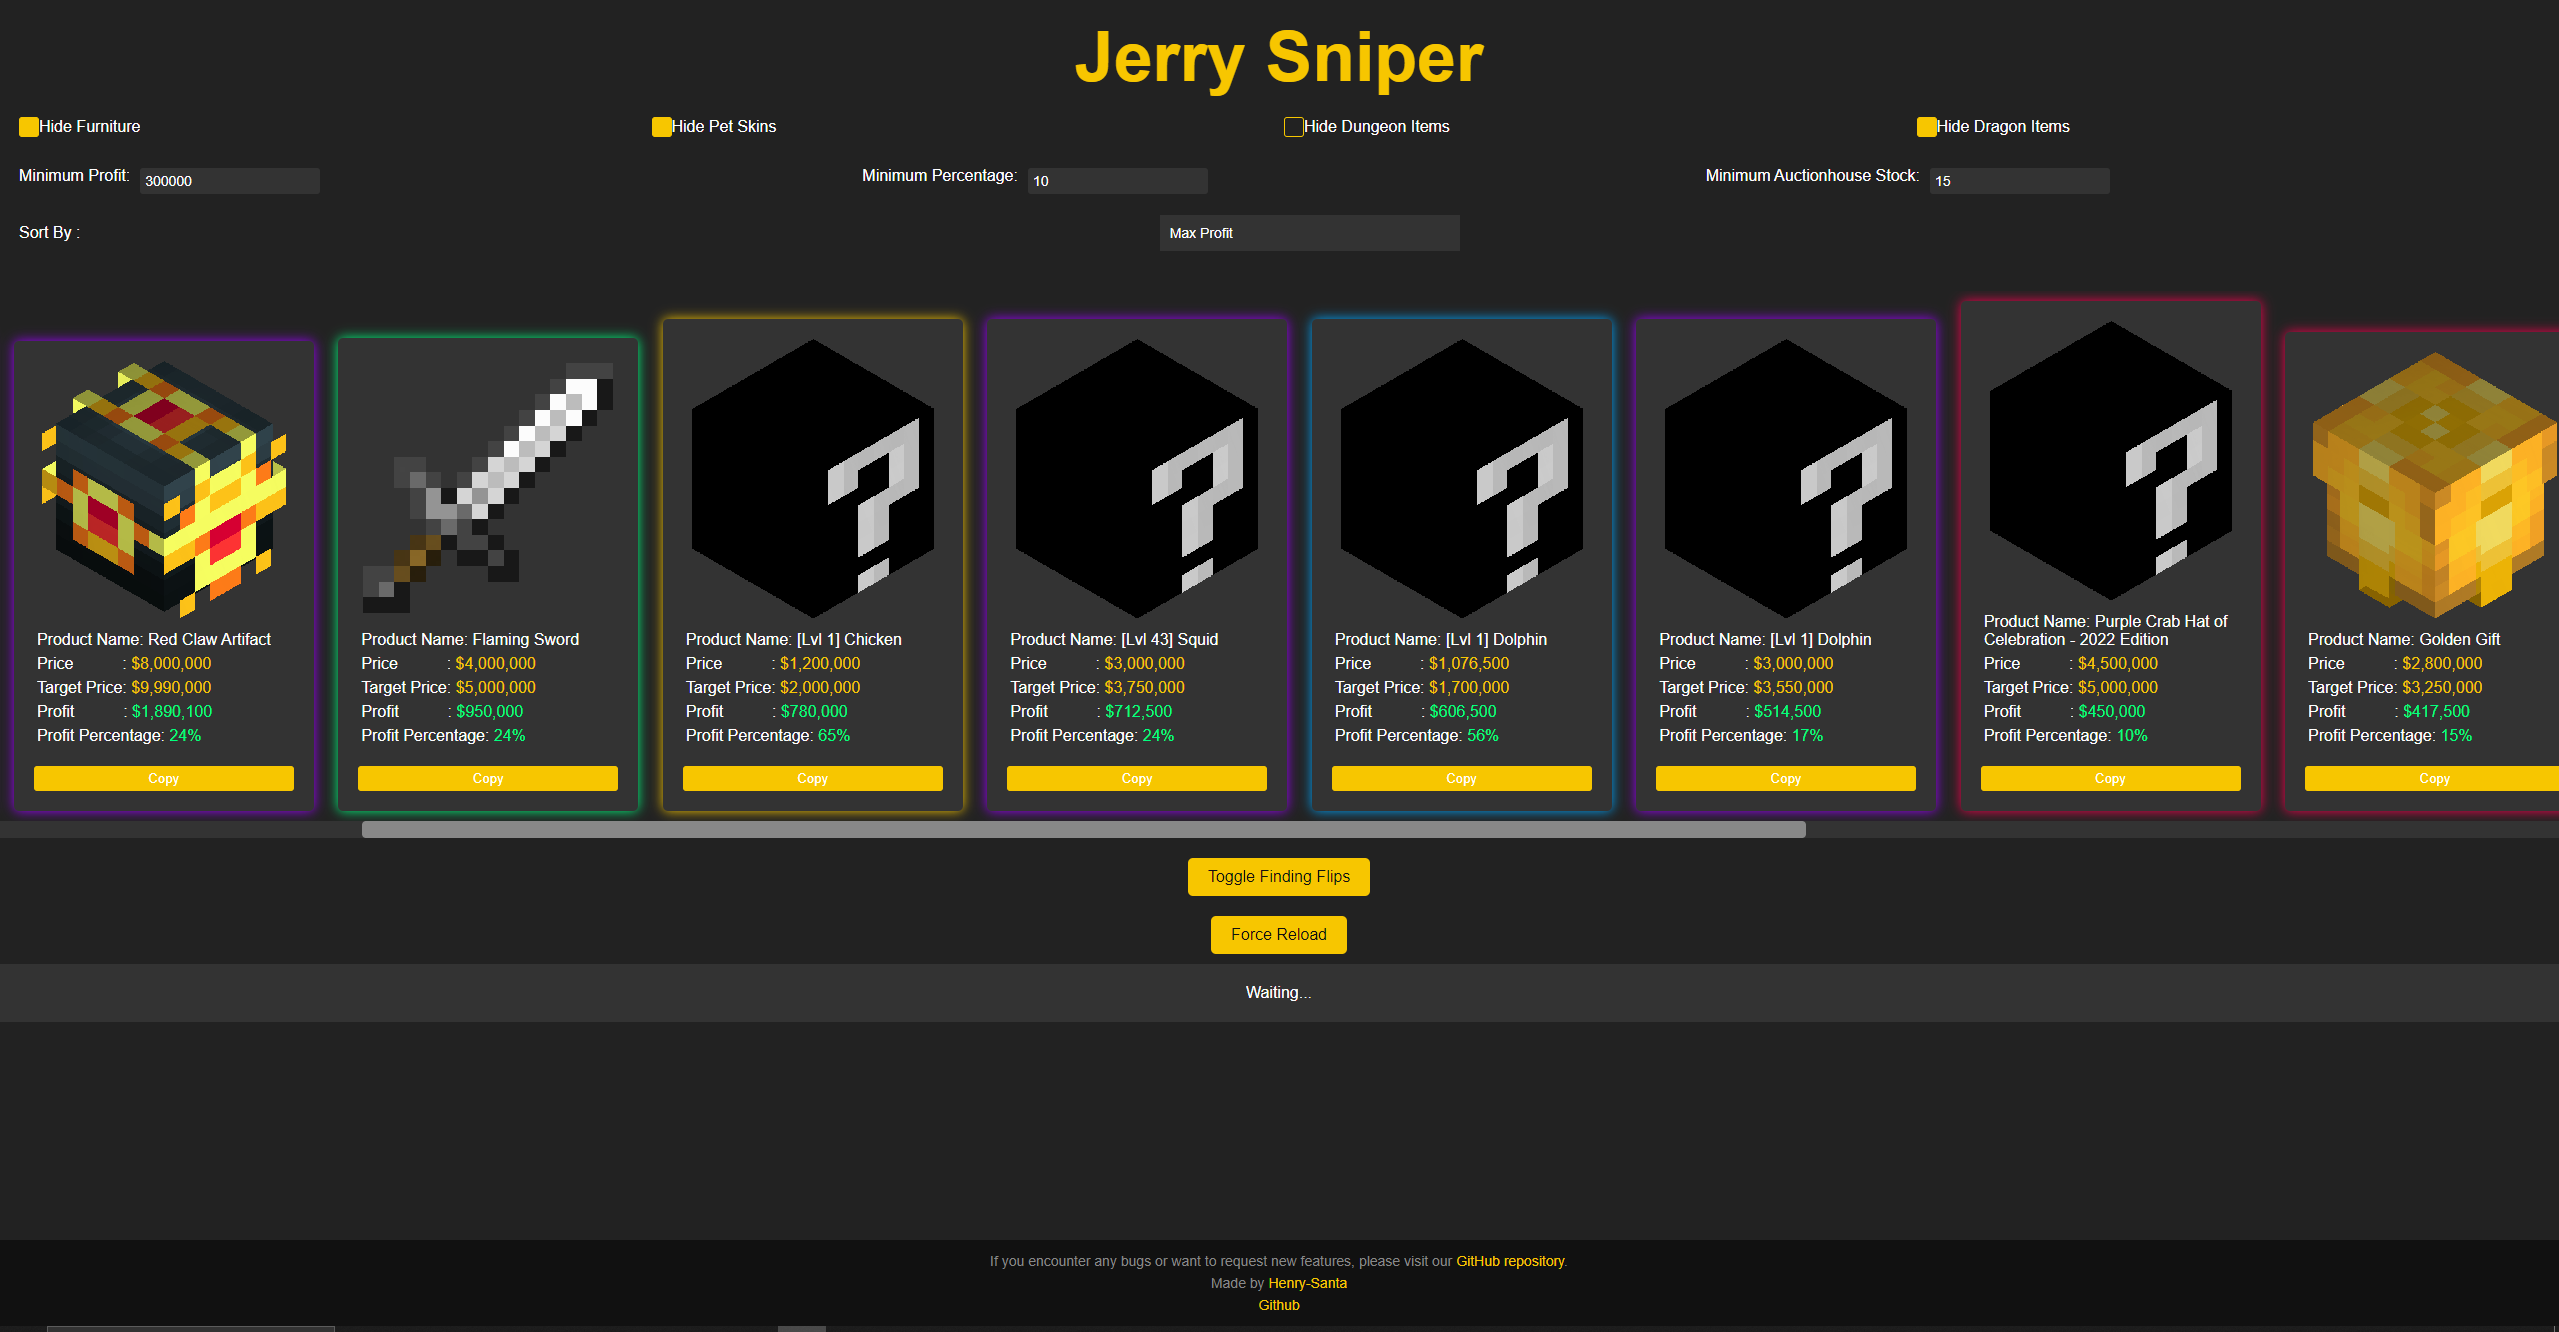 Jerry Sniper
Hide Furniture
Hide Pet Skins
Hide Dungeon Items
Hide Dragon Items
Minimum Profit: 300000
Minimum Percentage: 10
Minimum Auctionhouse Stock: 15
Sort By :
Max Profit
Product Name: Red Claw Artifact
Price : $8,000,000
Target Price: $9,990,000
Profit : $1,890,100
Profit Percentage: 24%
Copy
Product Name: Flaming Sword
Price : $4,000,000
Target Price: $5,000,000
Profit : $950,000
Profit Percentage: 24%
Copy
?
Product Name: [Lvl 1] Chicken
Price : $1,200,000
Target Price: $2,000,000
Profit : $780,000
Profit Percentage: 65%
Copy
?
Product Name: [Lvl 43] Squid
Price : $3,000,000
Target Price: $3,750,000
Profit : $712,500
Profit Percentage: 24%
Copy
?
Product Name: [Lvl 1] Dolphin
Price : $1,076,500
Target Price: $1,700,000
Profit : $606,500
Profit Percentage: 56%
Copy
?
Product Name: [Lvl 1] Dolphin
Price : $3,000,000
Target Price: $3,550,000
Profit : $514,500
Profit Percentage: 17%
Copy
?
Product Name: Purple Crab Hat of
Celebration - 2022 Edition
Price : $4,500,000
Target Price: $5,000,000
Profit : $450,000
Profit Percentage: 10%
Copy
Product Name: Golden Gift
Price : $2,800,000
Target Price: $3,250,000
Profit : $417,500
Profit Percentage: 15%
Copy
Toggle Finding Flips
Force Reload
Waiting...
If you encounter any bugs or want to request new features, please visit our GitHub repository.
Made by Henry-Santa
Github